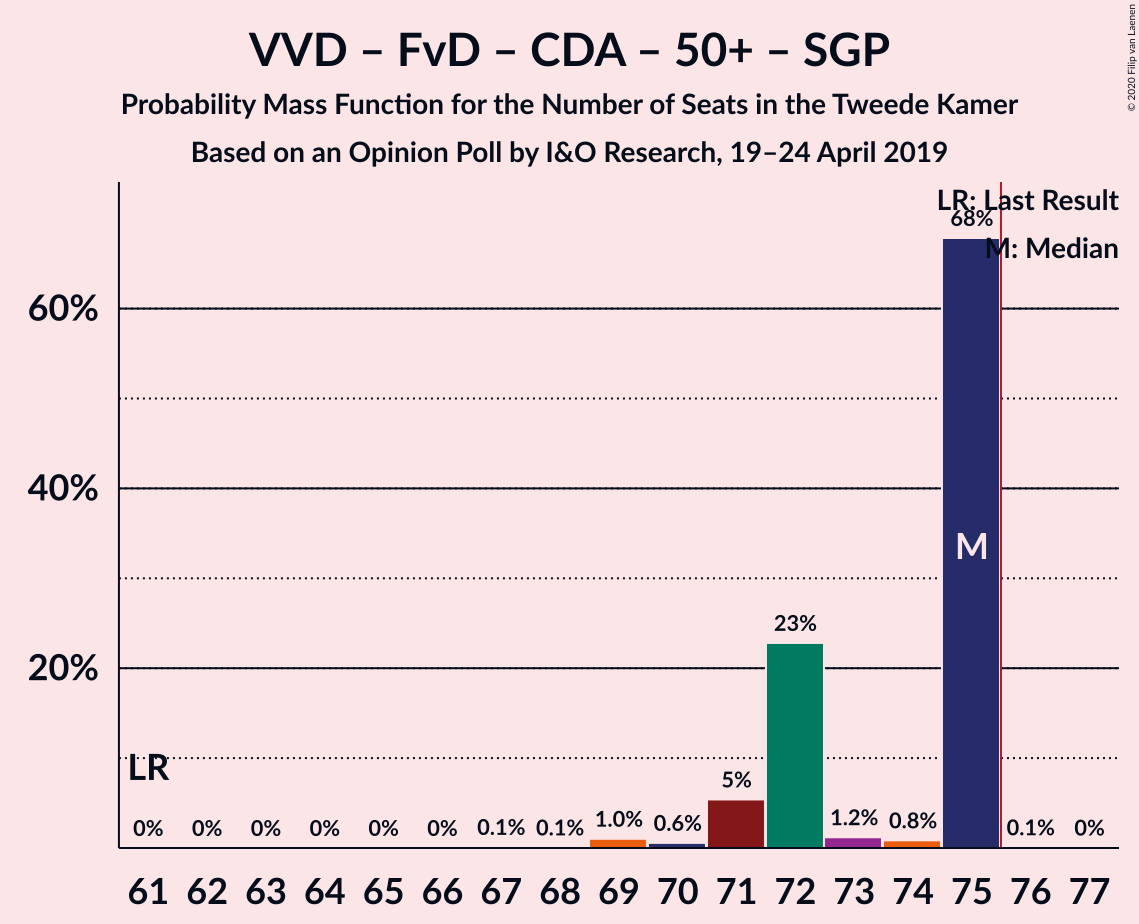 VVD – FvD – CDA – 50+ – SGP
Probability Mass Function for the Number of Seats in the Tweede Kamer
Based on an Opinion Poll by I&O Research, 19–24 April 2019
© 2020 Filip van Laenen
LR: Last Result
M: Median
60%
40%
20%
LR
M
0% 0% 0% 0% 0% 0% 0.1% 0.1% 1.0% 0.6% 5% 23% 1.2% 0.8% 68% 0.1% 0%
61 62 63 64 65 66 67 68 69 70 71 72 73 74 75 76 77